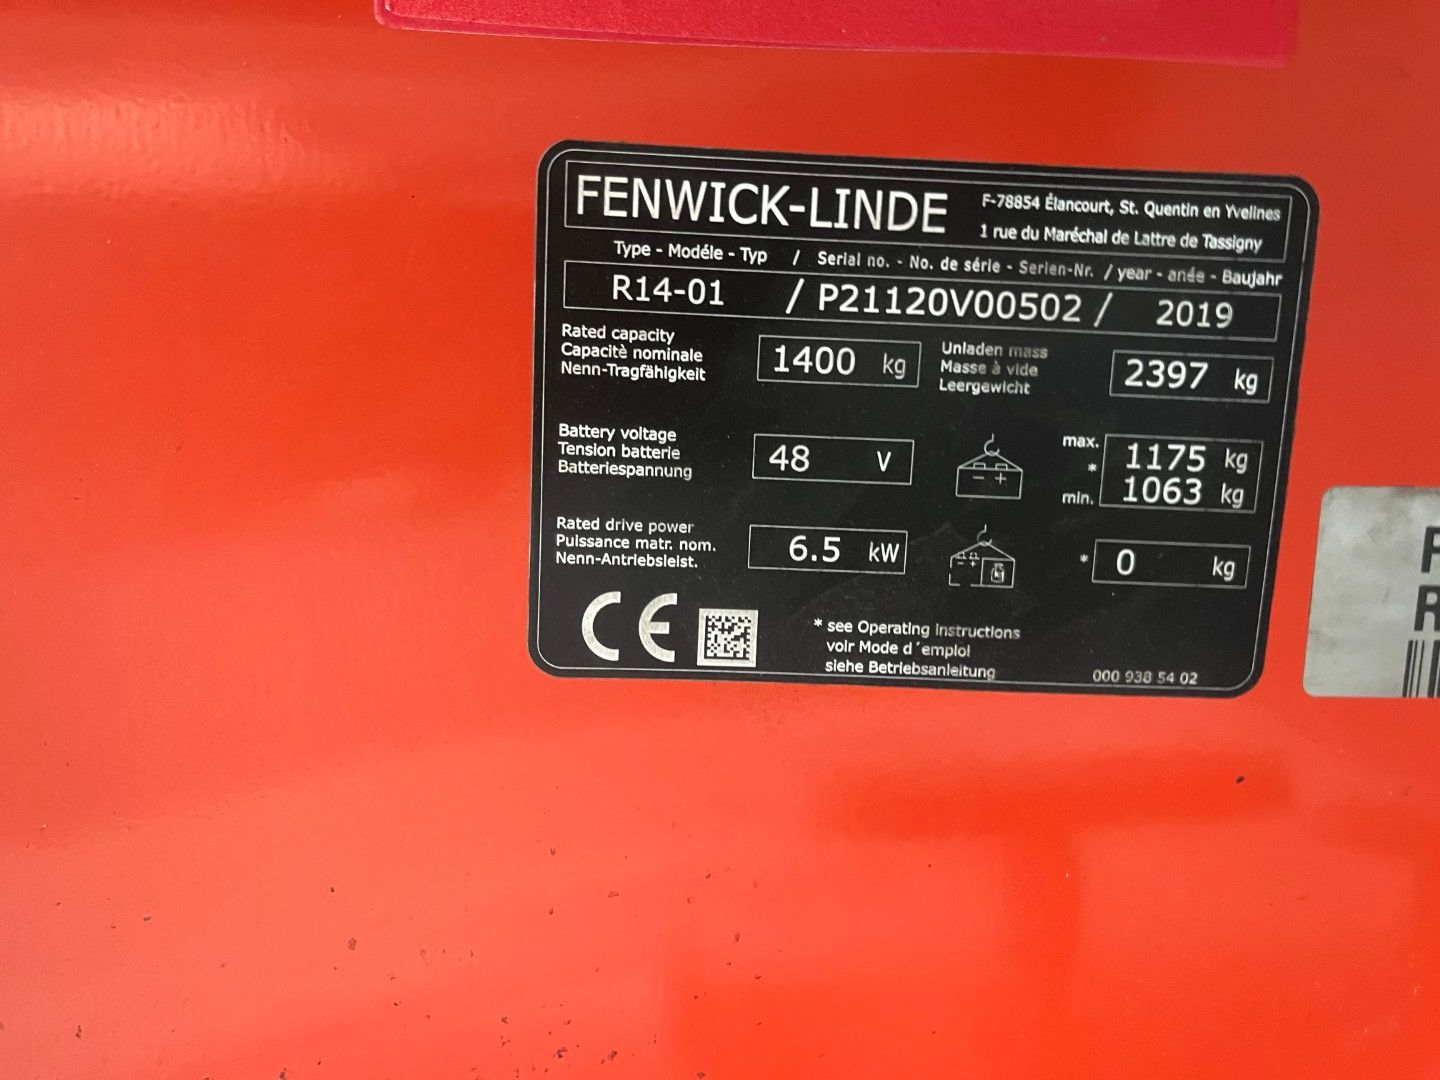 FENWICK-LINDE
F-78854 Élancourt, St. Quentin en Yvelines
1 rue du Maréchal de Lattre de Tassigny
Type - Modéle - Typ / Serial no. - No. de série - Serien-Nr. / year - anée - Baujahr
R14-01 / P21120V00502 / 2019
Rated capacity
Capacitè nominale
Nenn-Tragfähigkeit
1400 kg
Unladen mass
Masse à vide
Leergewicht
2397 kg
Battery voltage
Tension batterie
Batteriespannung
48 V
max. 1175 kg
*
min. 1063 kg
Rated drive power
Puissance matr. nom.
Nenn-Antriebsleist.
6.5 kW
* 0 kg
CE
* see Operating instructions
voir Mode d´emploi
siehe Betriebsanleitung
000 938 54 02